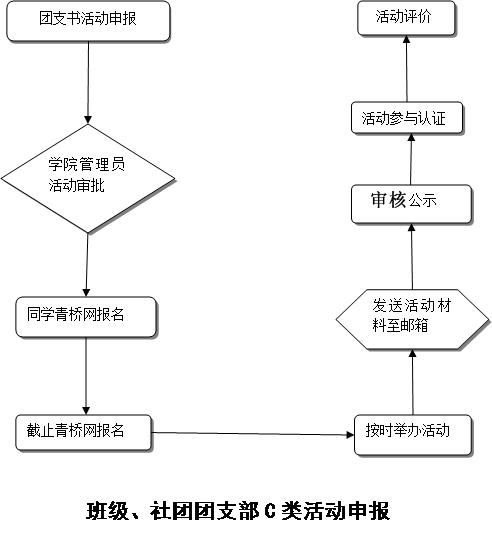 团支书活动申报
学院管理员
活动审批
同学青桥网报名
截止青桥网报名
按时举办活动
发送活动材
料至邮箱
审核公示
活动参与认证
活动评价
班级、社团团支部 C 类活动申报